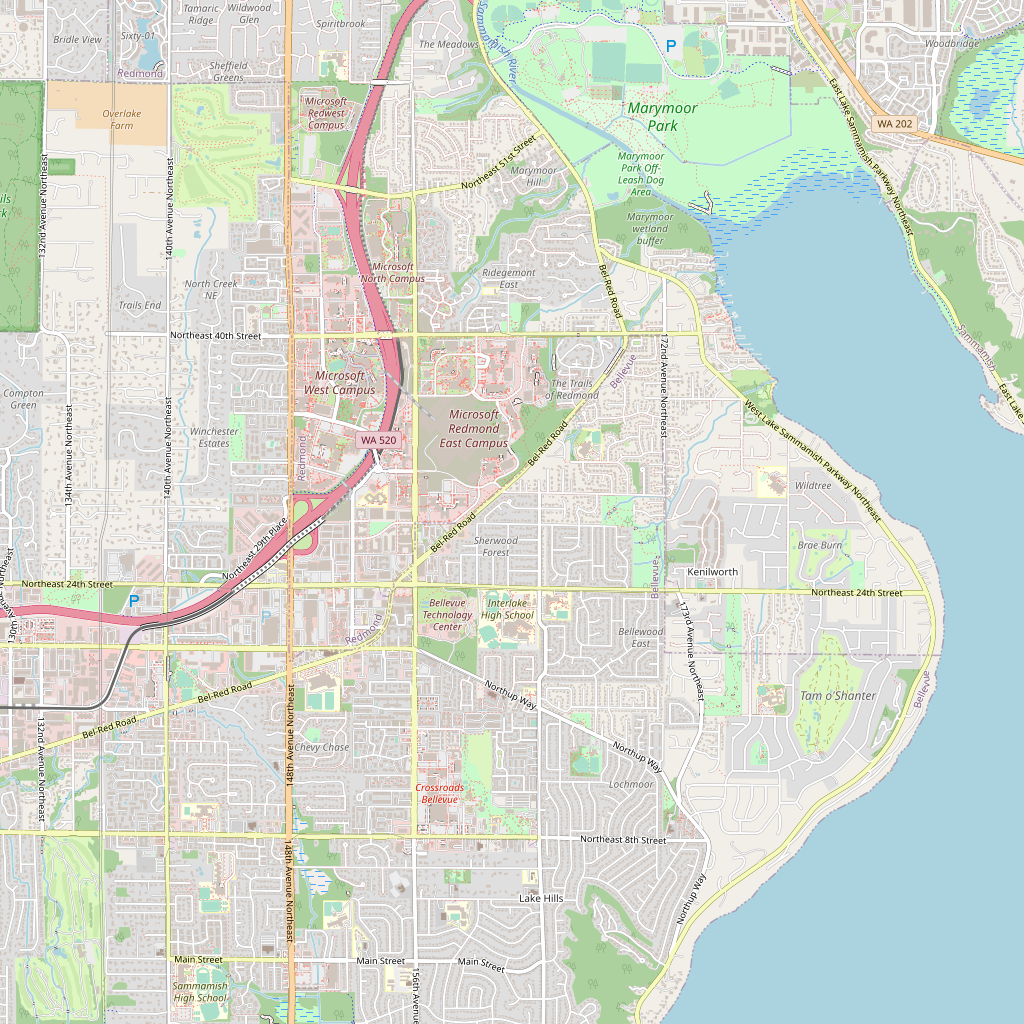 Tamaric
Ridge
Wildwood
Glen
Spiritbrook
Bridle View
Sixty-01
The Meadows
Sammamish River
Woodbridge
P
Redmond
Sheffield
Greens
Overlake
Farm
Microsoft
Redwest
Campus
Marymoor
Park
WA 202
East Lake Sammamish Parkway Northeast
Northeast 51st Street
Marymoor
Hill
Marymoor
Park Off-
Leash Dog
Area
132nd Avenue Northeast
140th Avenue Northeast
Marymoor
wetland
buffer
Microsoft
North Campus
Ridgemont
East
North Creek
NE
Trails End
Bel-Red Road
Northeast 40th Street
Sammamish
172nd Avenue Northeast
Bellevue
Microsoft
West Campus
The Trails
of Redmond
East Lake
Compton
Green
134th Avenue Northeast
140th Avenue Northeast
Winchester
Estates
Microsoft
Redmond
East Campus
West Lake Sammamish Parkway Northeast
WA 520
Redmond
Bel-Red Road
Wildtree
Northeast 29th Place
Bel-Red Road
Sherwood
Forest
Brae Burn
Kenilworth
Northeast 24th Street
Northeast 24th Street
Bellevue
130th Avenue Northeast
P
P
Bellevue
Technology
Center
Interlake
High School
Redmond
Bellewood
East
173rd Avenue Northeast
Bel-Red Road
Northup Way
Tam o'Shanter
Bellevue
Bel-Red Road
132nd Avenue Northeast
148th Avenue Northeast
Chevy Chase
Northup Way
Lochmoor
Crossroads
Bellevue
Northeast 8th Street
148th Avenue Northeast
Lake Hills
Northup Way
Main Street
Main Street
Main Street
156th Avenue
Sammamish
High School